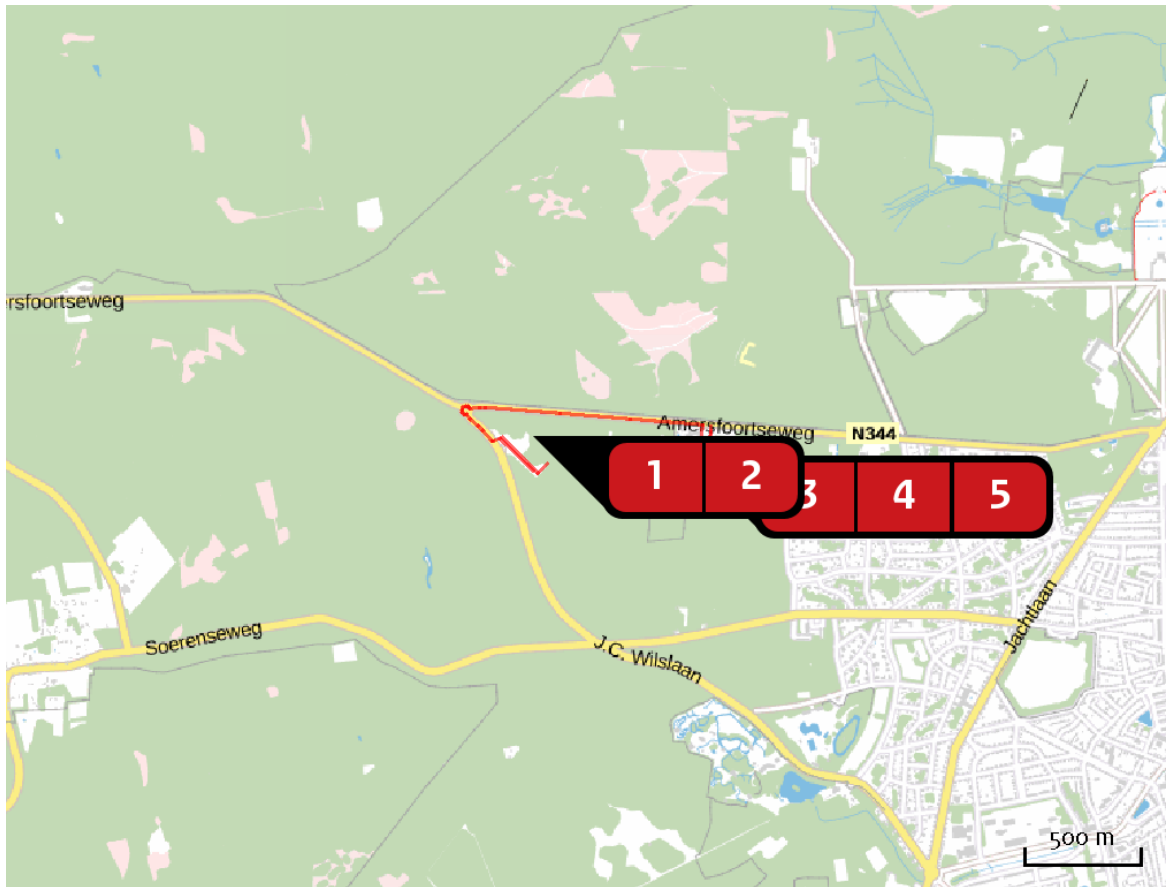 ersfoortseweg
Amersfoortseweg
N344
1 2 3 4 5
Soerenseweg
J.C. Wilslaan
Jachtlaan
500 m